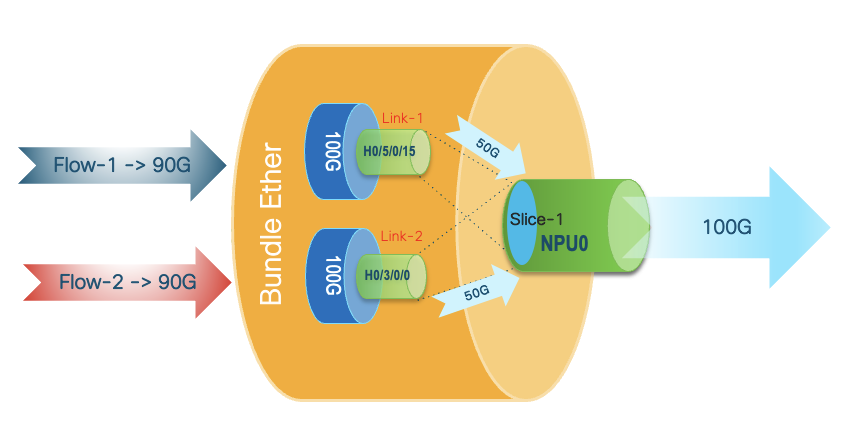 Flow-1 -> 90G
Flow-2 -> 90G
Bundle Ether
100G
Link-1
H0/5/0/15
50G
100G
Link-2
H0/3/0/0
50G
Slice-1
NPU0
100G